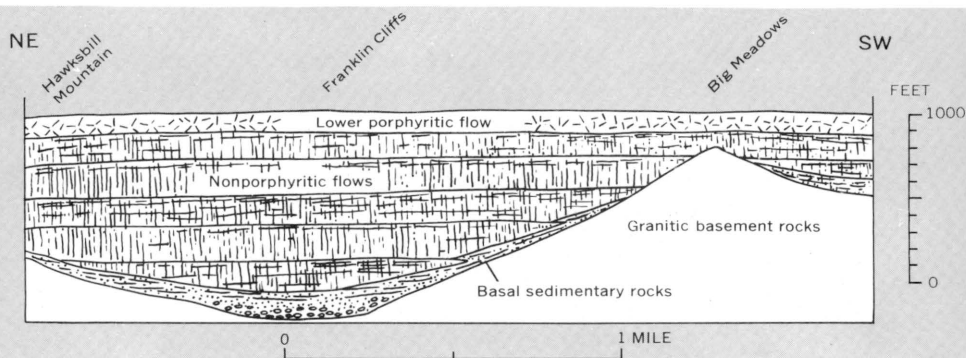 NE
SW
Hawksbill
Mountain
Franklin Cliffs
Big Meadows
FEET
1000
Lower porphyritic flow
Nonporphyritic flows
Granitic basement rocks
Basal sedimentary rocks
0
0
1 MILE